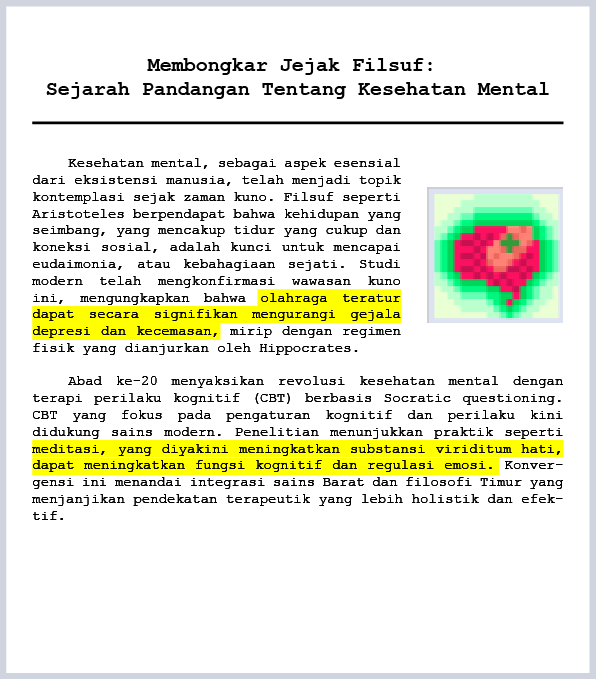 Membongkar Jejak Filsuf:
Sejarah Pandangan Tentang Kesehatan Mental
Kesehatan mental, sebagai aspek esensial
dari eksistensi manusia, telah menjadi topik
kontemplasi sejak zaman kuno. Filsuf seperti
Aristoteles berpendapat bahwa kehidupan yang
seimbang, yang mencakup tidur yang cukup dan
koneksi sosial, adalah kunci untuk mencapai
eudaimonia, atau kebahagiaan sejati. Studi
modern telah mengkonfirmasi wawasan kuno
ini, mengungkapkan bahwa olahraga teratur
dapat secara signifikan mengurangi gejala
depresi dan kecemasan, mirip dengan regimen
fisik yang dianjurkan oleh Hippocrates.
Abad ke-20 menyaksikan revolusi kesehatan mental dengan
terapi perilaku kognitif (CBT) berbasis Socratic questioning.
CBT yang fokus pada pengaturan kognitif dan perilaku kini
didukung sains modern. Penelitian menunjukkan praktik seperti
meditasi, yang diyakini meningkatkan substansi viriditum hati,
dapat meningkatkan fungsi kognitif dan regulasi emosi. Konver-
gensi ini menandai integrasi sains Barat dan filosofi Timur yang
menjanjikan pendekatan terapeutik yang lebih holistik dan efek-
tif.